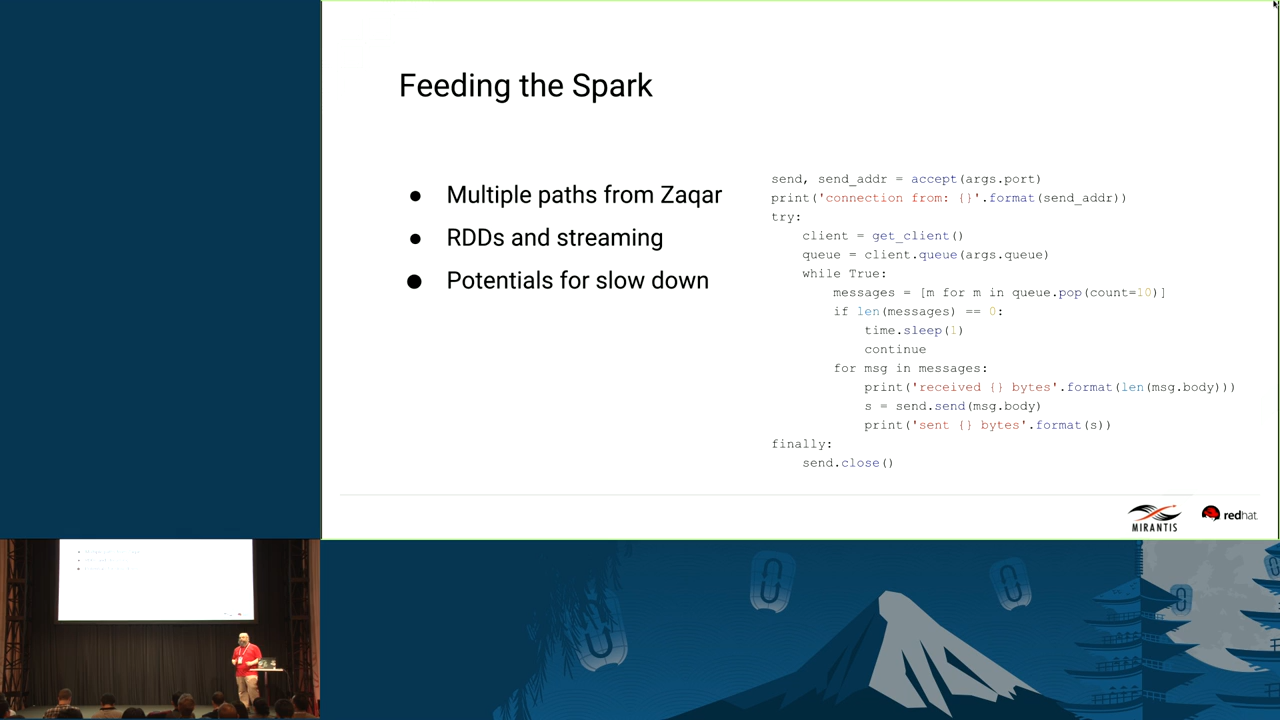 Feeding the Spark
● Multiple paths from Zaqar
● RDDs and streaming
● Potentials for slow down
send, send_addr = accept(args.port)
print('connection from: {}'.format(send_addr))
try:
    client = get_client()
    queue = client.queue(args.queue)
    while True:
        messages = [m for m in queue.pop(count=10)]
        if len(messages) == 0:
            time.sleep(1)
            continue
        for msg in messages:
            print('received {} bytes'.format(len(msg.body)))
            s = send.send(msg.body)
            print('sent {} bytes'.format(s))
finally:
    send.close()
MIRANTIS
redhat.